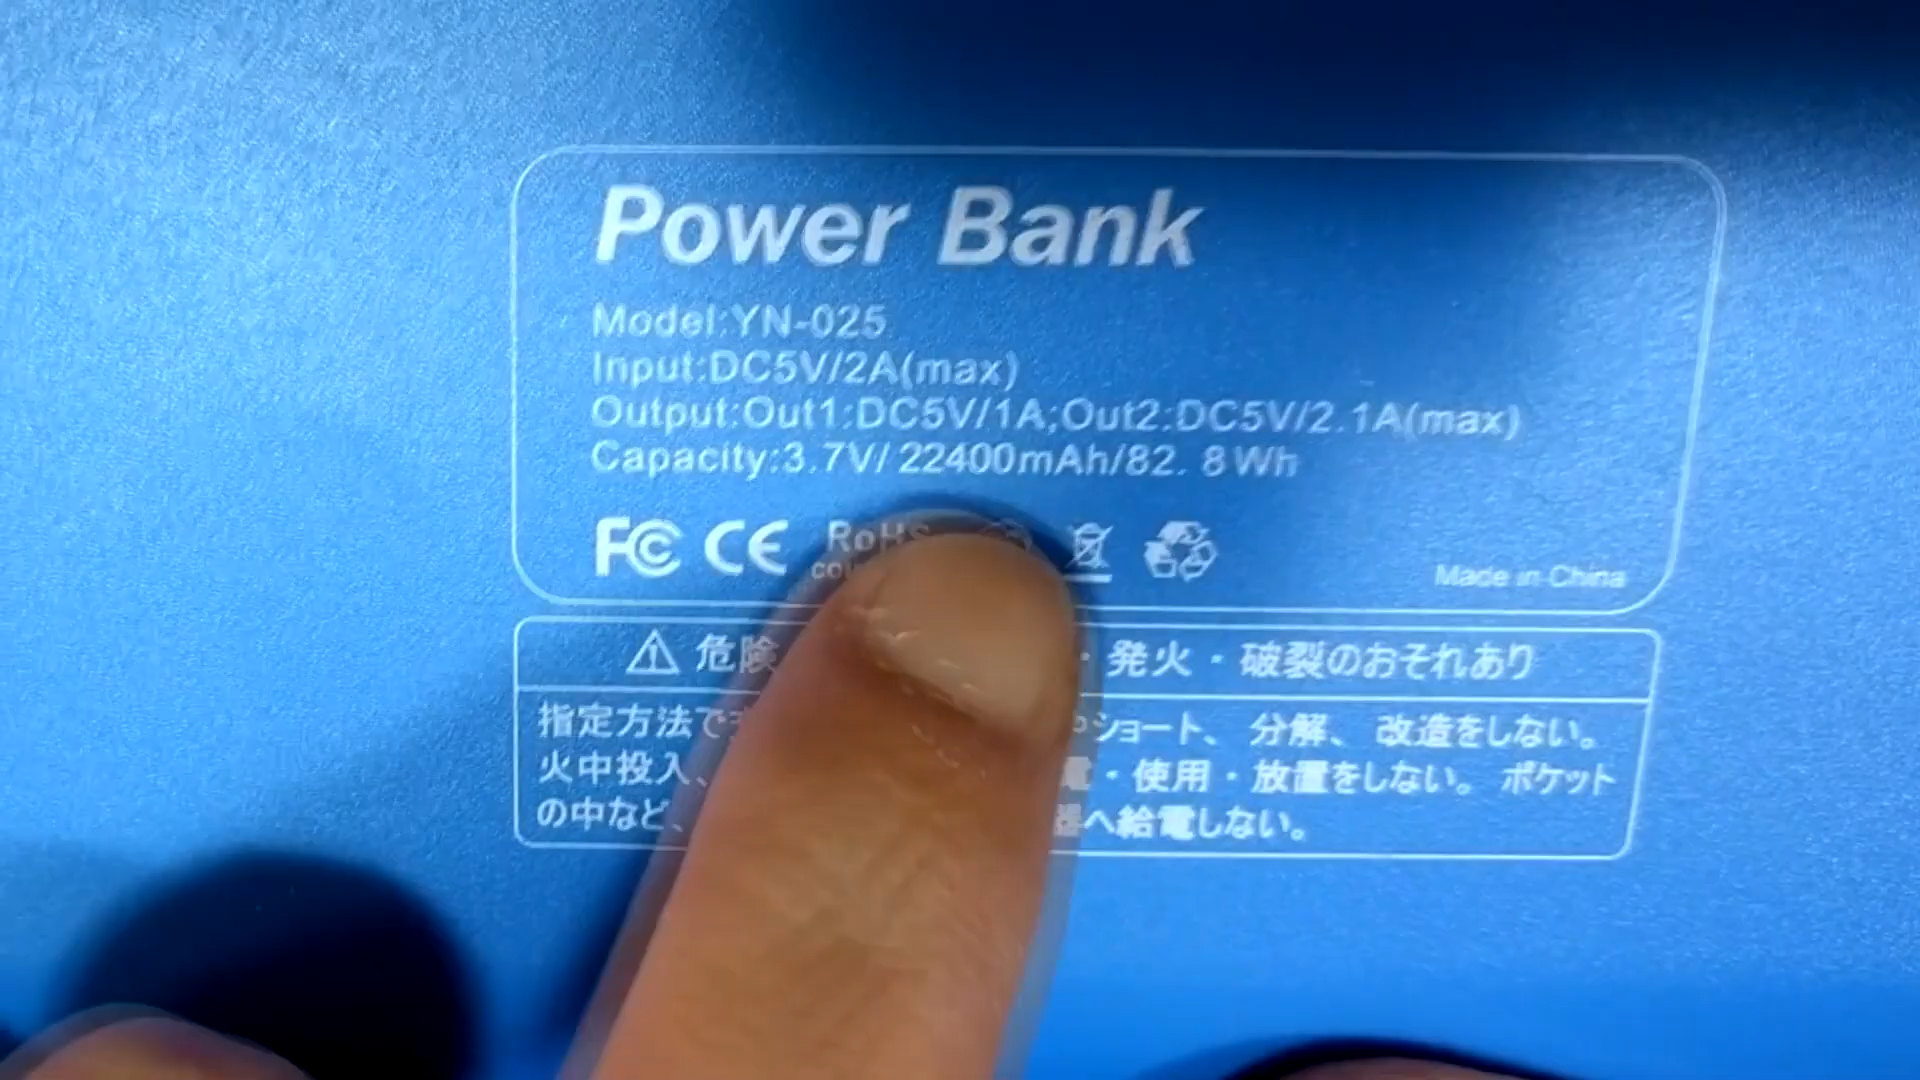 Power Bank
Model:YN-025
Input:DC5V/2A(max)
Output:Out1:DC5V/1A;Out2:DC5V/2.1A(max)
Capacity:3.7V/22400mAh/82.8Wh
FC CE RoHS
Made in China
危険 ・発火・破裂のおそれあり
指定方法で ショート、分解、改造をしない。
火中投入、 ・使用・放置をしない。ポケット
の中など、 器へ給電しない。